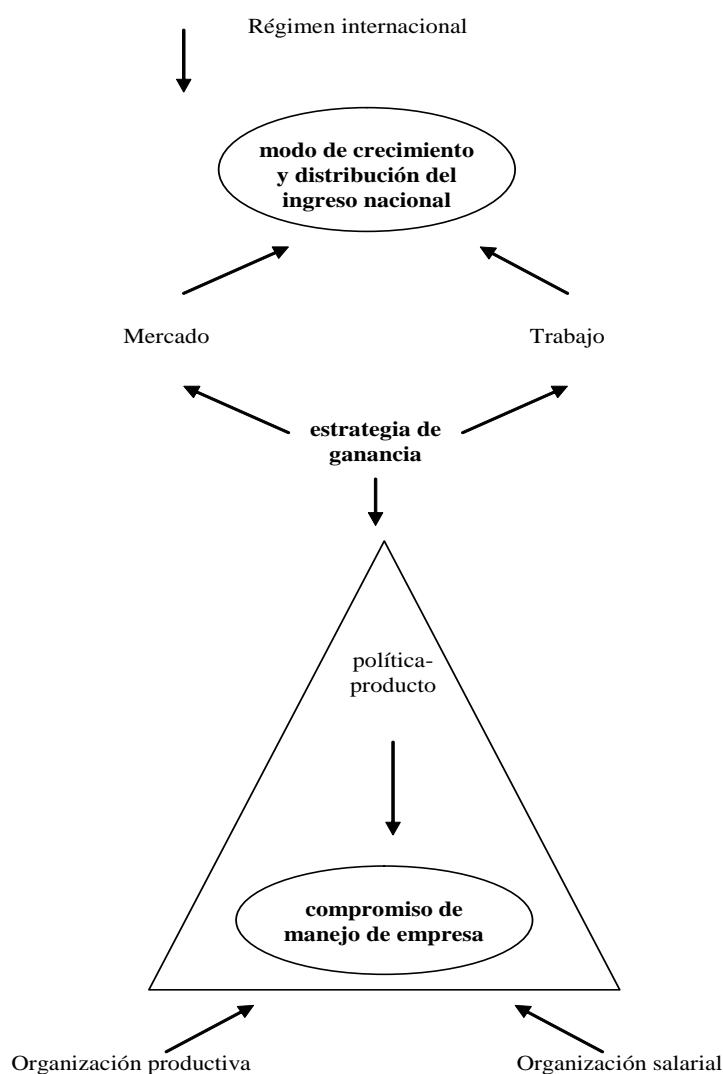 Régimen internacional
modo de crecimiento
y distribución del
ingreso nacional
Mercado
Trabajo
estrategia de
ganancia
política-
producto
compromiso de
manejo de empresa
Organización productiva
Organización salarial